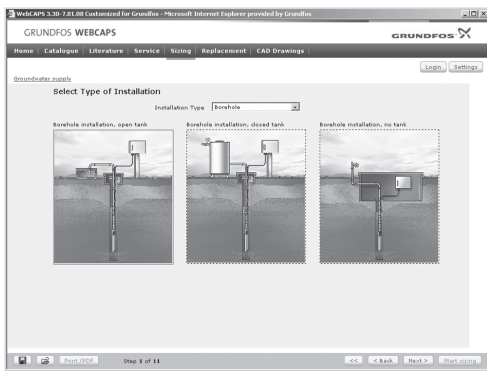 WebCAPS 3.30-7.81.08 Customized for Grundfos - Microsoft Internet Explorer provided by Grundfos
GRUNDFOS WEBCAPS
GRUNDFOS
Home | Catalogue | Literature | Service | Sizing | Replacement | CAD Drawings
Login Settings
Groundwater supply
Select Type of Installation
Installation Type Borehole
Borehole installation, open tank
Borehole installation, closed tank
Borehole installation, no tank
Print/PDF Step 1 of 11 << < Back Next > Start sizing